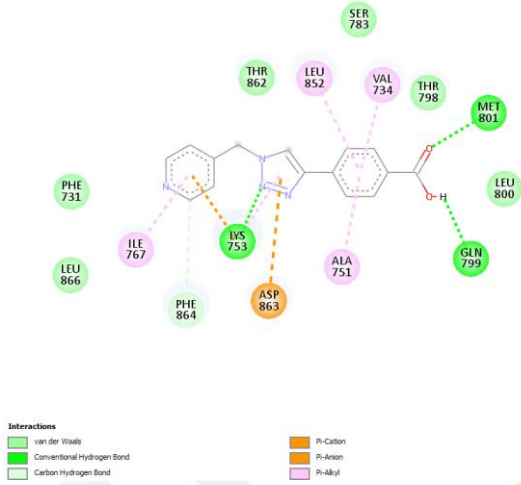 SER
783
THR
862
LEU
852
VAL
734
THR
798
MET
801
PHE
731
LEU
800
N
N
N
N
O
O-H
LYS
753
ILE
767
ALA
751
GLN
799
LEU
866
ASP
863
PHE
864
Interactions
van der Waals
Conventional Hydrogen Bond
Carbon Hydrogen Bond
Pi-Cation
Pi-Anion
Pi-Alkyl